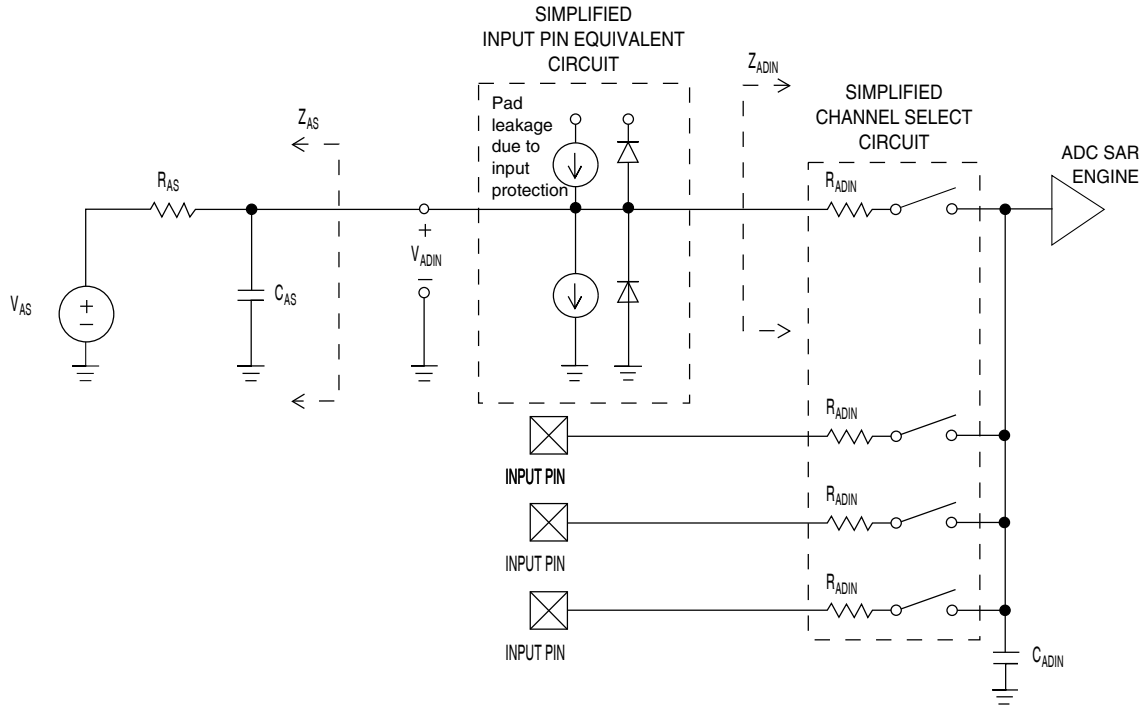 SIMPLIFIED
INPUT PIN EQUIVALENT
CIRCUIT
Pad
leakage
due to
input
protection
Z_ADIN
SIMPLIFIED
CHANNEL SELECT
CIRCUIT
ADC SAR
ENGINE
Z_AS
R_AS
R_ADIN
+
V_ADIN
–
V_AS
+
–
C_AS
R_ADIN
INPUT PIN
R_ADIN
INPUT PIN
R_ADIN
INPUT PIN
C_ADIN